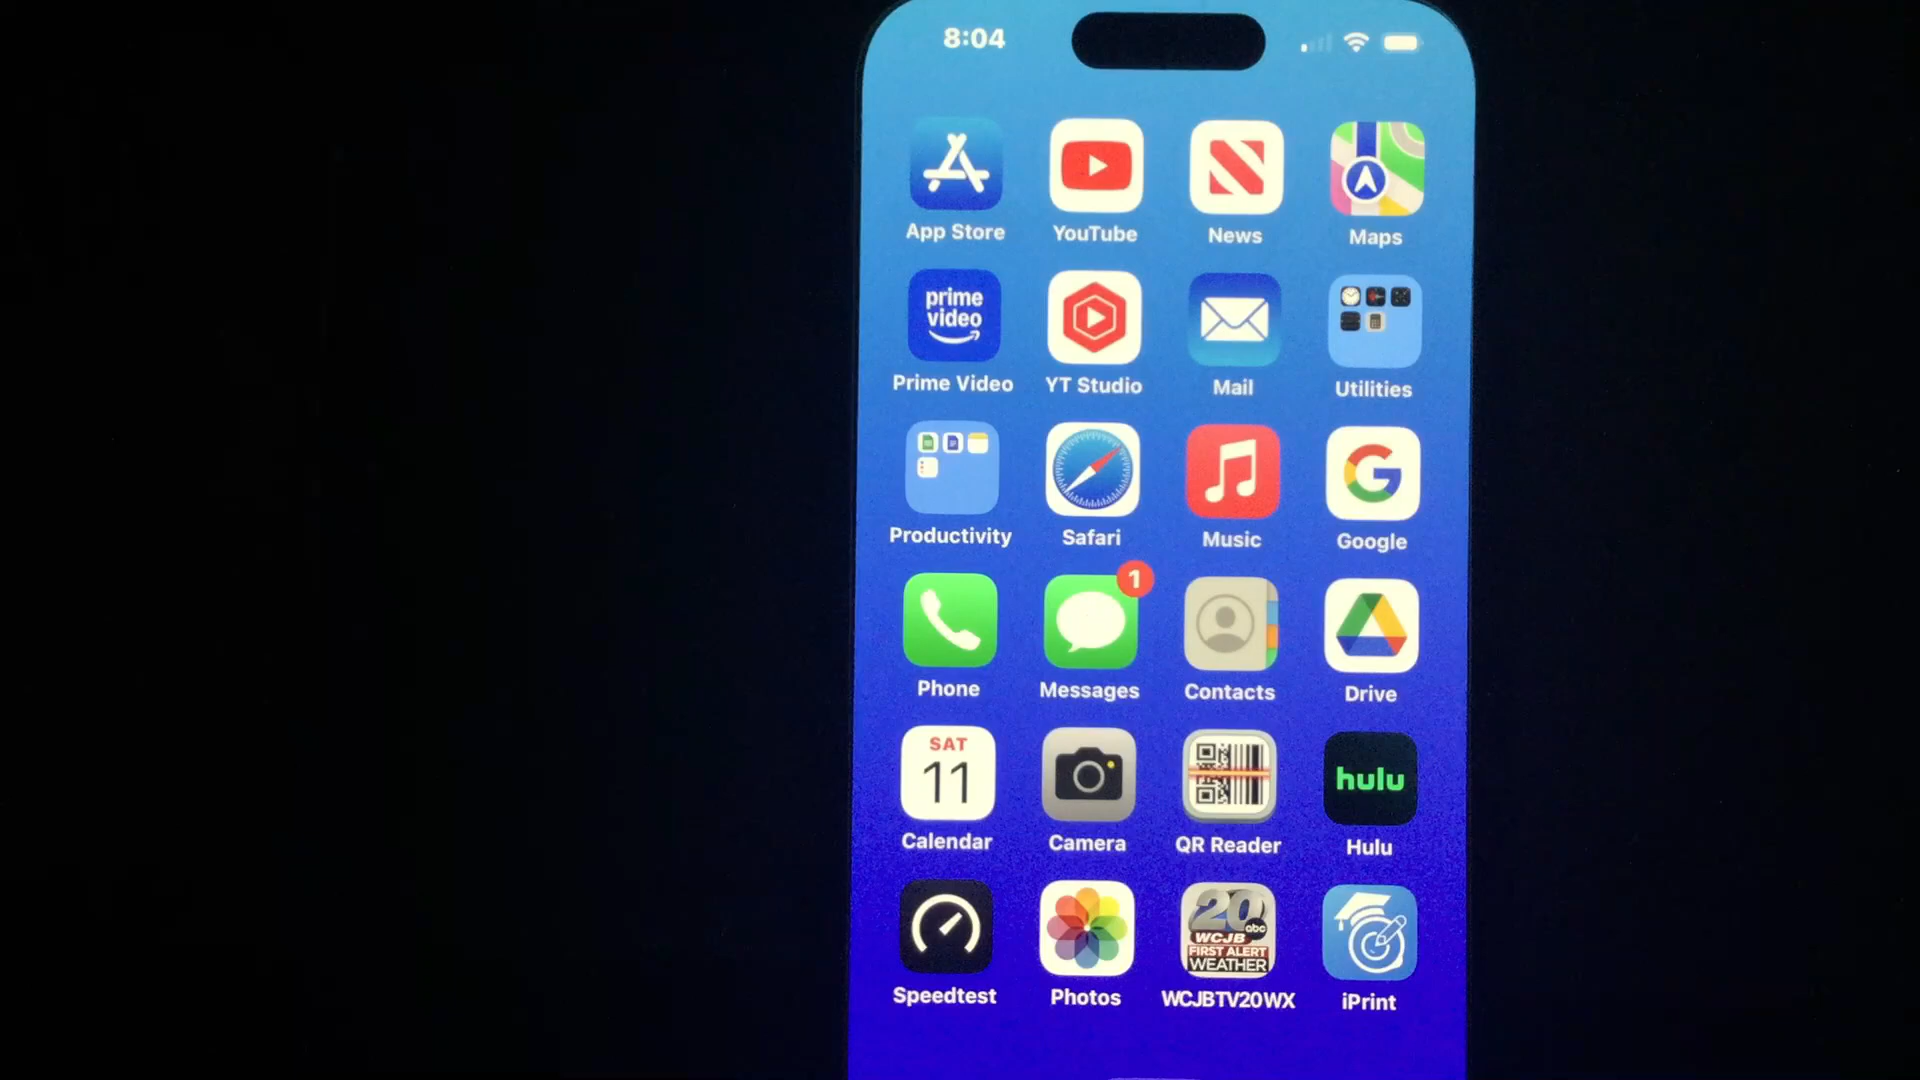 8:04
App Store
YouTube
News
Maps
prime
video
Prime Video
YT Studio
Mail
Utilities
Productivity
Safari
Music
G
Google
1
Phone
Messages
Contacts
Drive
SAT
11
hulu
Calendar
Camera
QR Reader
Hulu
20
abc
WCJB
FIRST ALERT
WEATHER
Speedtest
Photos
WCJBTV20WX
iPrint